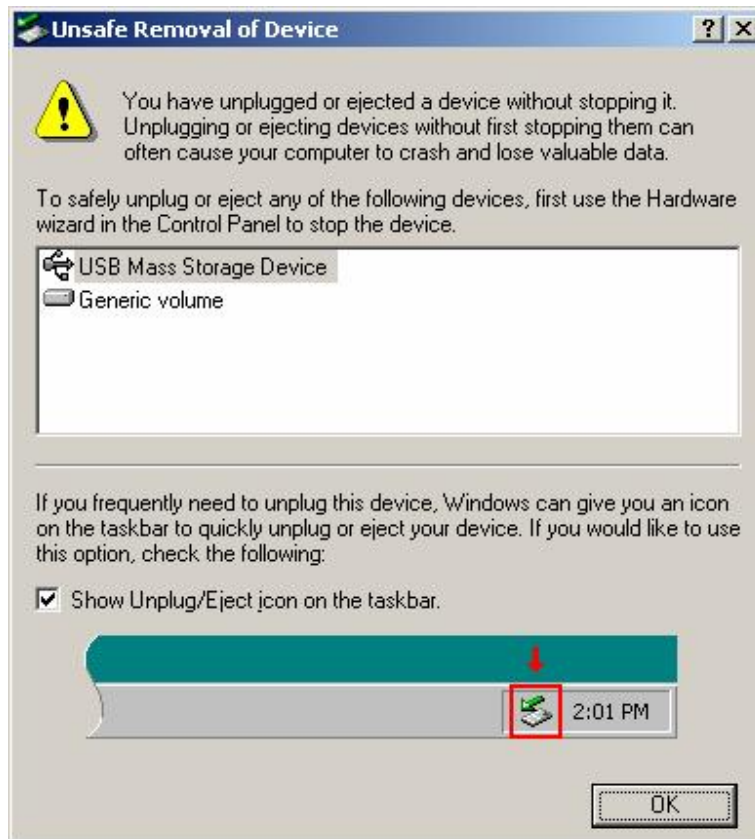 Unsafe Removal of Device
You have unplugged or ejected a device without stopping it.
Unplugging or ejecting devices without first stopping them can
often cause your computer to crash and lose valuable data.
To safely unplug or eject any of the following devices, first use the Hardware
wizard in the Control Panel to stop the device.
USB Mass Storage Device
Generic volume
If you frequently need to unplug this device, Windows can give you an icon
on the taskbar to quickly unplug or eject your device. If you would like to use
this option, check the following:
Show Unplug/Eject icon on the taskbar.
2:01 PM
OK